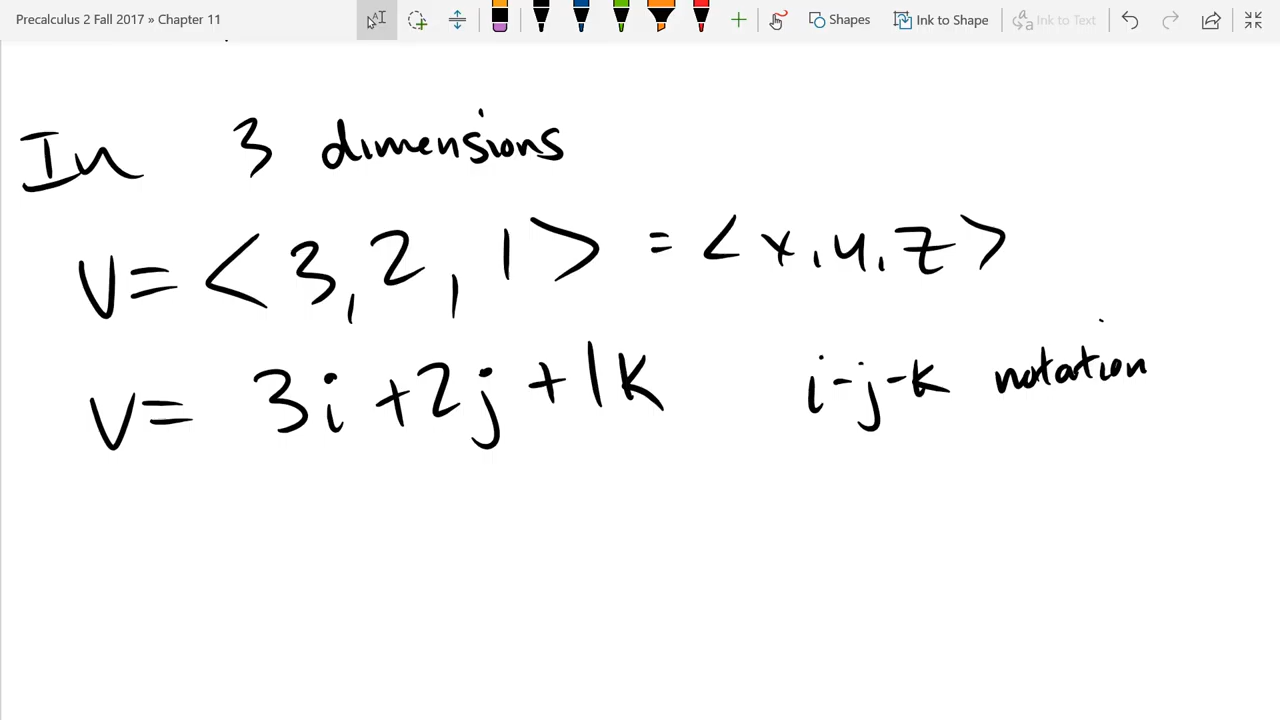 Precalculus 2 Fall 2017 » Chapter 11
Shapes
Ink to Shape
Ink to Text
In 3 dimensions
v = < 3, 2, 1 > = < x, y, z >
v = 3i + 2j + 1k
i-j-k notation